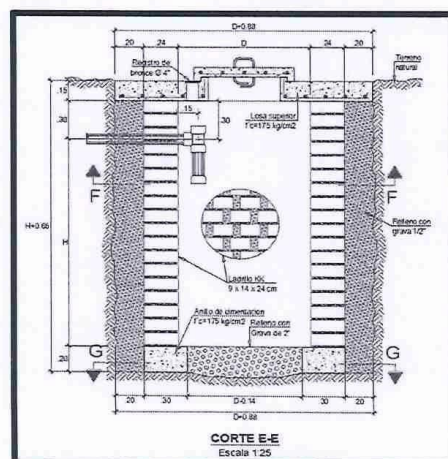 D=0.88
.20
.24
D
.24
.20
Registro de
bronce Ø 4"
Terreno
natural
.15
.30
.15
.30
Losa superior
f'c=175 kg/cm2
F
F
H=0.65
H
Relleno con
grava 1/2"
Ladrillo KK
9 x 14 x 24 cm
Anillo de cimentación
f'c=175 kg/cm2
Relleno con
Grava de 2"
G
G
.20
.20
.30
D-0.14
.30
.20
D=0.88
CORTE E-E
Escala 1:25